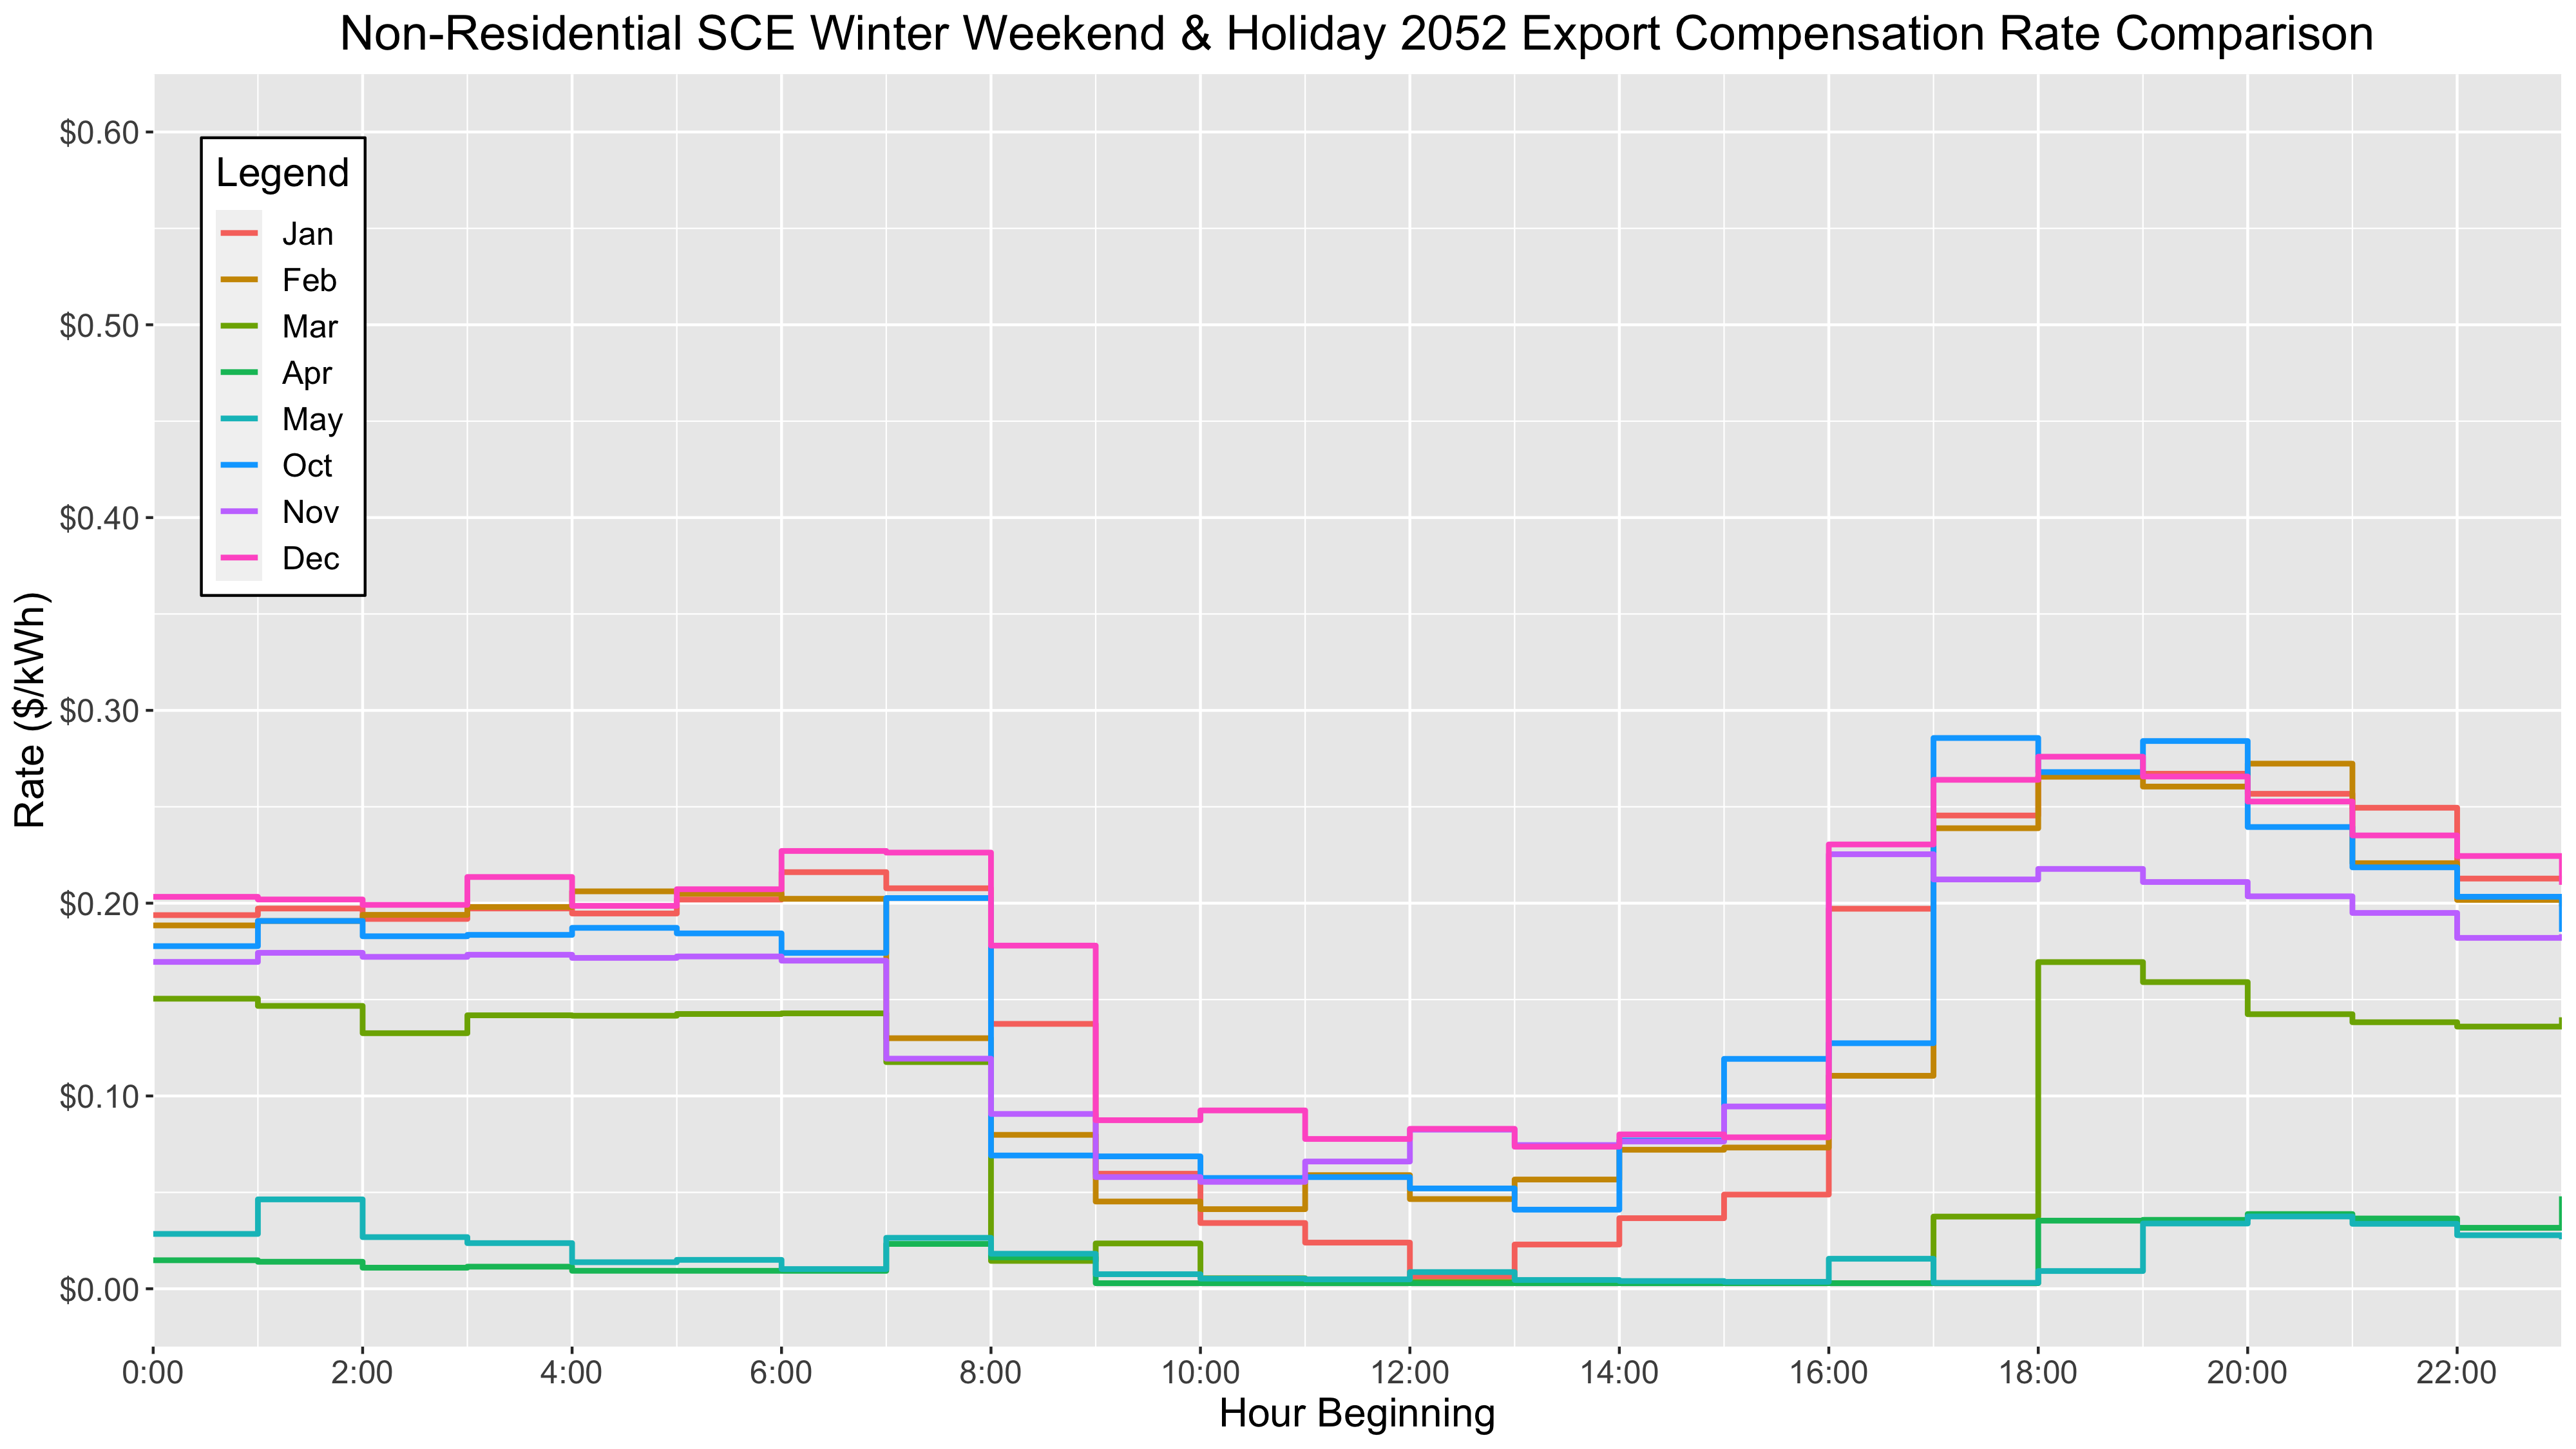 Non-Residential SCE Winter Weekend & Holiday 2052 Export Compensation Rate Comparison
$0.60
$0.50
$0.40
$0.30
$0.20
$0.10
$0.00
Rate ($/kWh)
Legend
Jan
Feb
Mar
Apr
May
Oct
Nov
Dec
0:00 2:00 4:00 6:00 8:00 10:00 12:00 14:00 16:00 18:00 20:00 22:00
Hour Beginning